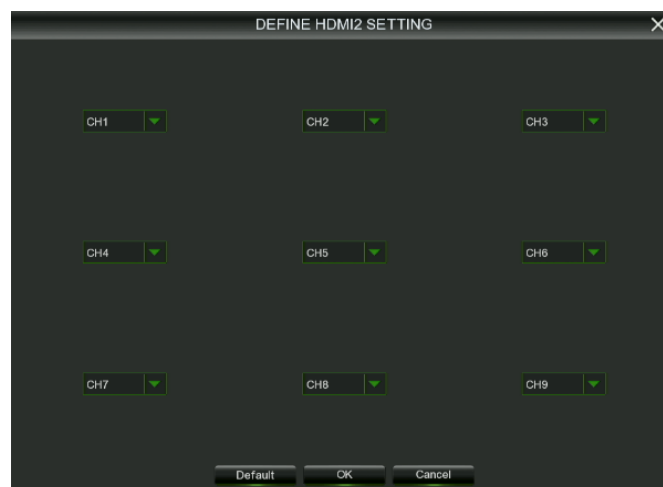 DEFINE HDMI2 SETTING
CH1 CH2 CH3
CH4 CH5 CH6
CH7 CH8 CH9
Default OK Cancel